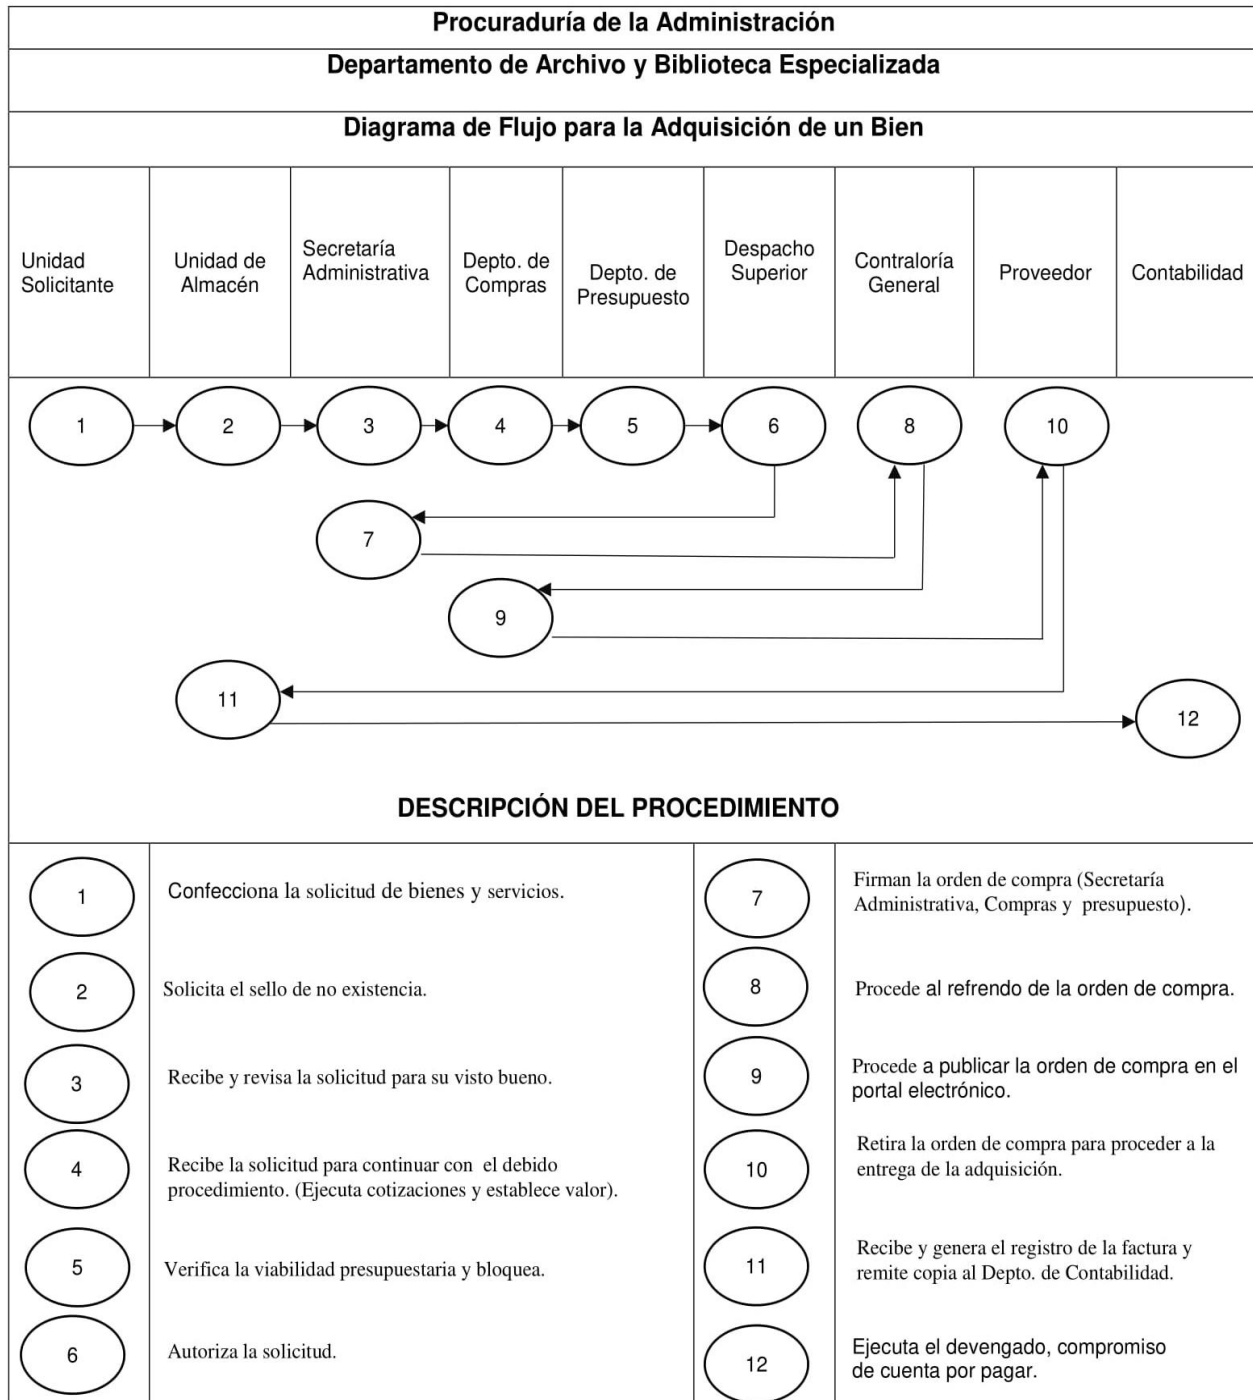 Procuraduría de la Administración
Departamento de Archivo y Biblioteca Especializada
Diagrama de Flujo para la Adquisición de un Bien
Unidad
Solicitante
Unidad de
Almacén
Secretaría
Administrativa
Depto. de
Compras
Depto. de
Presupuesto
Despacho
Superior
Contraloría
General
Proveedor
Contabilidad
1
2
3
4
5
6
8
10
7
9
11
12
DESCRIPCIÓN DEL PROCEDIMIENTO
1
Confecciona la solicitud de bienes y servicios.
2
Solicita el sello de no existencia.
3
Recibe y revisa la solicitud para su visto bueno.
4
Recibe la solicitud para continuar con  el debido
procedimiento. (Ejecuta cotizaciones y establece valor).
5
Verifica la viabilidad presupuestaria y bloquea.
6
Autoriza la solicitud.
7
Firman la orden de compra (Secretaría
Administrativa, Compras y  presupuesto).
8
Procede al refrendo de la orden de compra.
9
Procede a publicar la orden de compra en el
portal electrónico.
10
Retira la orden de compra para proceder a la
entrega de la adquisición.
11
Recibe y genera el registro de la factura y
remite copia al Depto. de Contabilidad.
12
Ejecuta el devengado, compromiso
de cuenta por pagar.